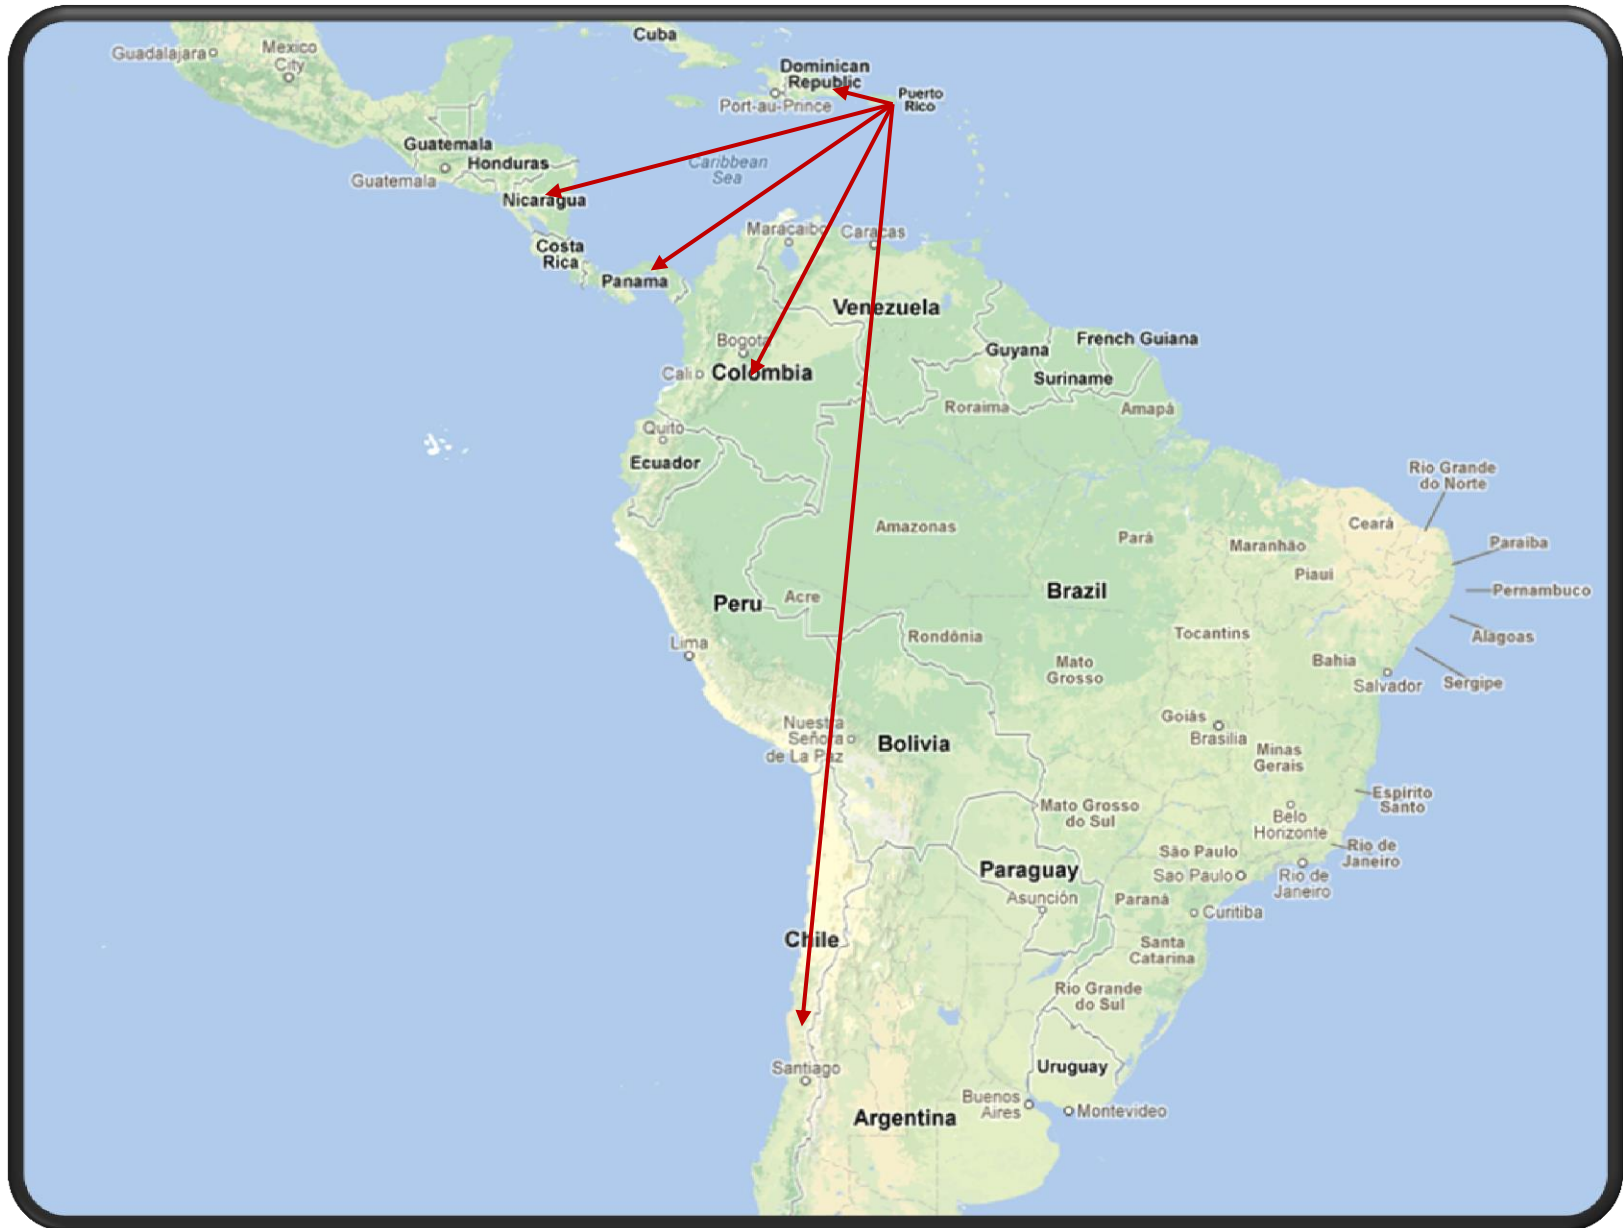 Cuba
Guadalajara
Mexico
City
Dominican
Republic
Port-au-Prince
Puerto
Rico
Guatemala
Honduras
Guatemala
Caribbean
Sea
Nicaragua
Costa
Rica
Panama
Maracaibo
Caracas
Venezuela
Bogota
Cali
Colombia
Guyana
French Guiana
Suriname
Roraima
Amapá
Quito
Ecuador
Rio Grande
do Norte
Amazonas
Pará
Maranhão
Ceará
Piaui
Paraiba
Peru
Acre
Brazil
Pernambuco
Lima
Rondônia
Tocantins
Alagoas
Mato
Grosso
Bahia
Salvador
Sergipe
Nuestra
Señora
de La Paz
Bolivia
Goiás
Brasilia
Minas
Gerais
Mato Grosso
do Sul
Espirito
Santo
Belo
Horizonte
Rio de
Janeiro
Paraguay
São Paulo
Sao Paulo
Rio de
Janeiro
Asunción
Paraná
Curitiba
Chile
Santa
Catarina
Rio Grande
do Sul
Santiago
Uruguay
Buenos
Aires
Montevideo
Argentina